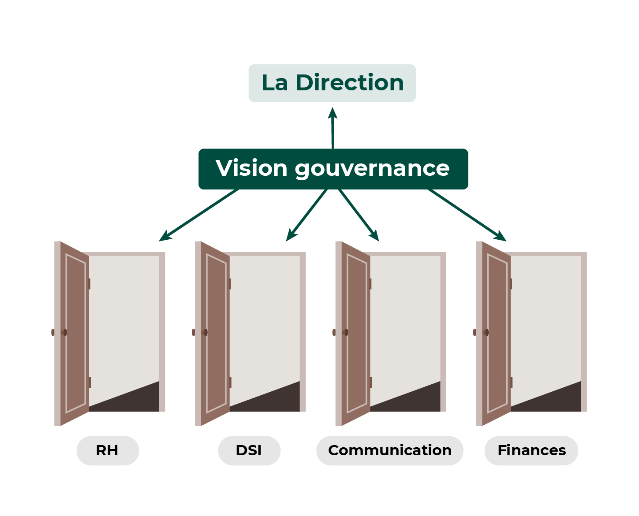 La Direction
Vision gouvernance
RH
DSI
Communication
Finances